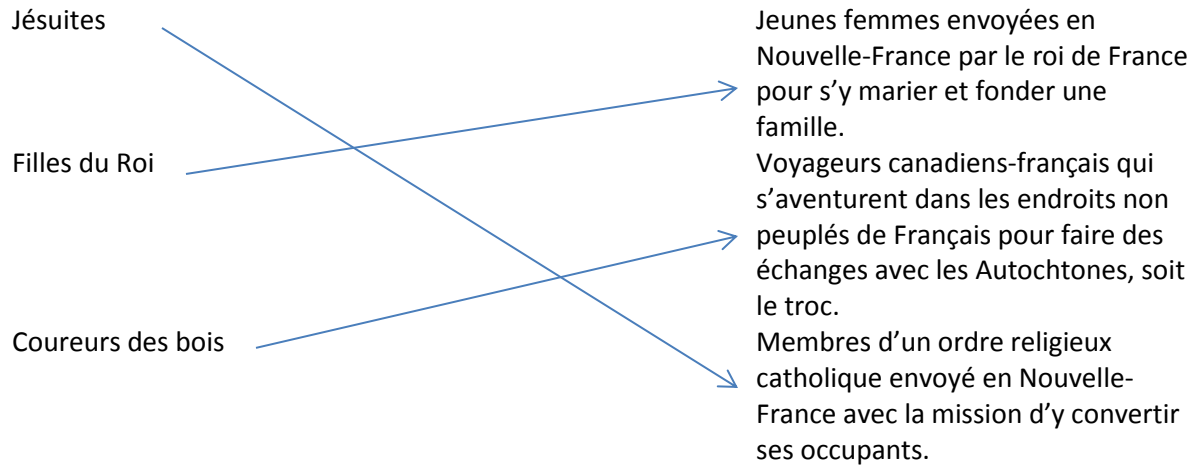 Jésuites
Filles du Roi
Coureurs des bois
Jeunes femmes envoyées en
Nouvelle-France par le roi de France
pour s’y marier et fonder une
famille.
Voyageurs canadiens-français qui
s’aventurent dans les endroits non
peuplés de Français pour faire des
échanges avec les Autochtones, soit
le troc.
Membres d’un ordre religieux
catholique envoyé en Nouvelle-
France avec la mission d’y convertir
ses occupants.